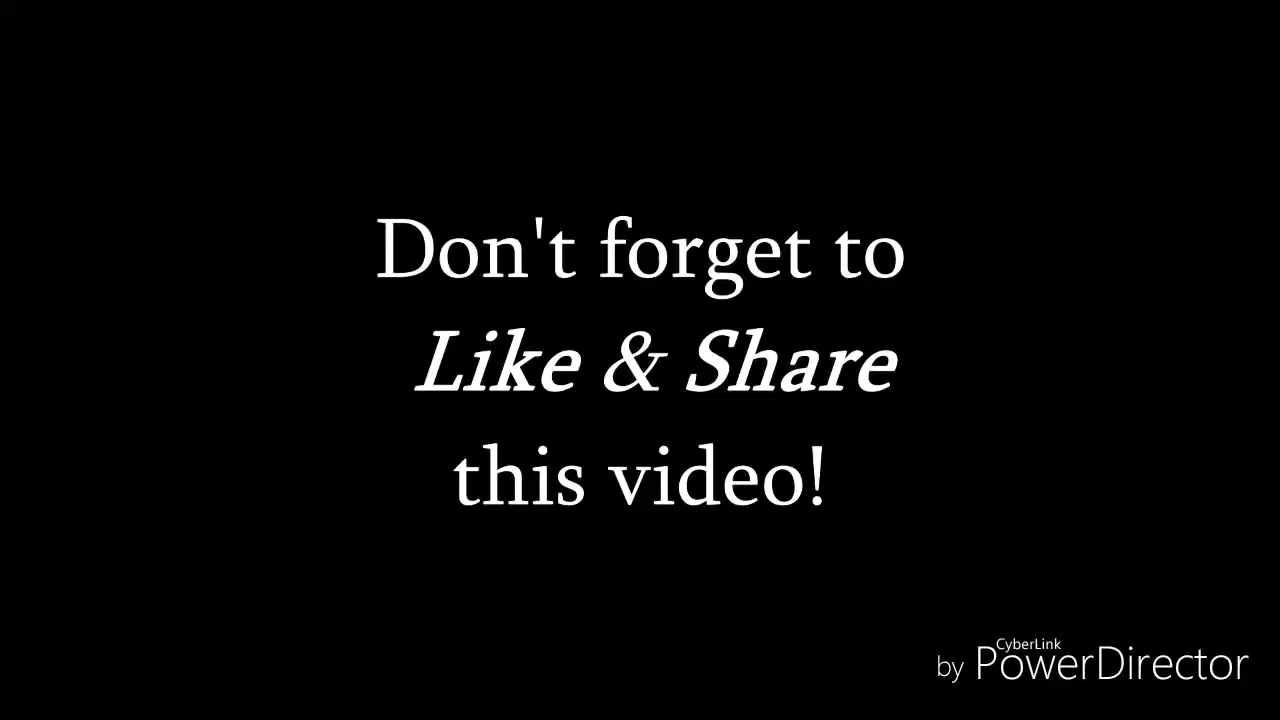 Don't forget to
Like & Share
this video!
CyberLink
by PowerDirector